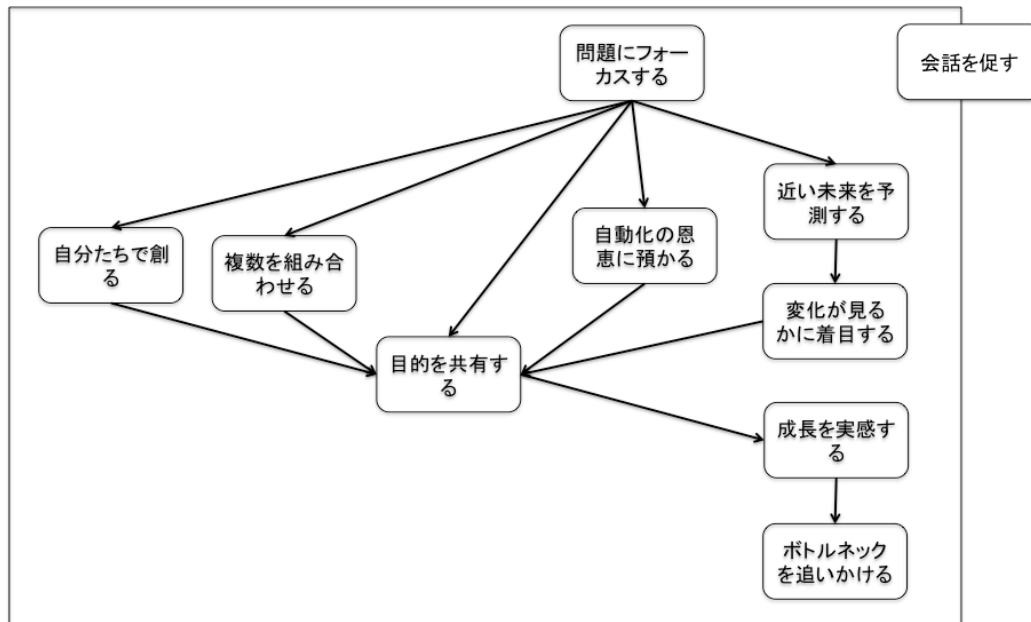 問題にフォー
カスする
会話を促す
近い未来を予
測する
自分たちで創
る
複数を組み合
わせる
自動化の恩
恵に預かる
変化が見る
かに着目する
目的を共有す
る
成長を実感す
る
ボトルネック
を追いかける